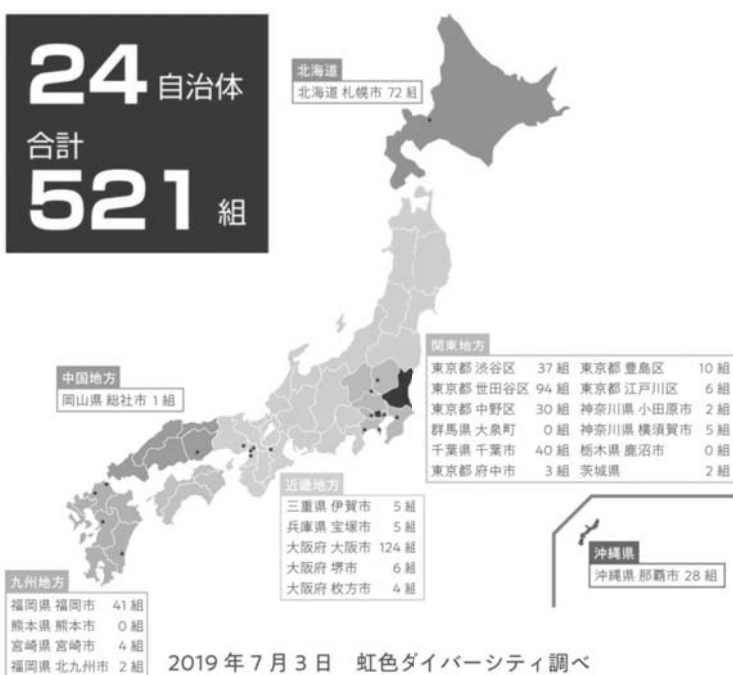 24自治体
合計
521組
北海道
北海道 札幌市 72 組
関東地方
東京都 渋谷区 37 組 東京都 豊島区 10 組
東京都 世田谷区 94 組 東京都 江戸川区 6 組
東京都 中野区 30 組 神奈川県 小田原市 2 組
群馬県 大泉町 0 組 神奈川県 横須賀市 5 組
千葉県 千葉市 40 組 栃木県 鹿沼市 0 組
東京都 府中市 3 組 茨城県 2 組
中国地方
岡山県 総社市 1 組
近畿地方
三重県 伊賀市 5 組
兵庫県 宝塚市 5 組
大阪府 大阪市 124 組
大阪府 堺市 6 組
大阪府 枚方市 4 組
沖縄県
沖縄県 那覇市 28 組
九州地方
福岡県 福岡市 41 組
熊本県 熊本市 0 組
宮崎県 宮崎市 4 組
福岡県 北九州市 2 組
2019 年 7 月 3 日 虹色ダイバーシティ調べ